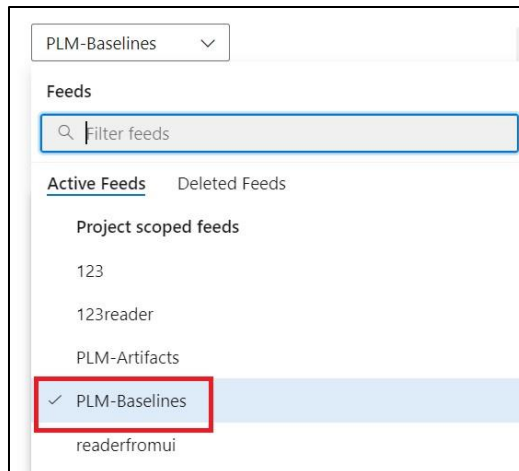 PLM-Baselines
Feeds
Filter feeds
Active Feeds Deleted Feeds
Project scoped feeds
123
123reader
PLM-Artifacts
PLM-Baselines
readerfromui